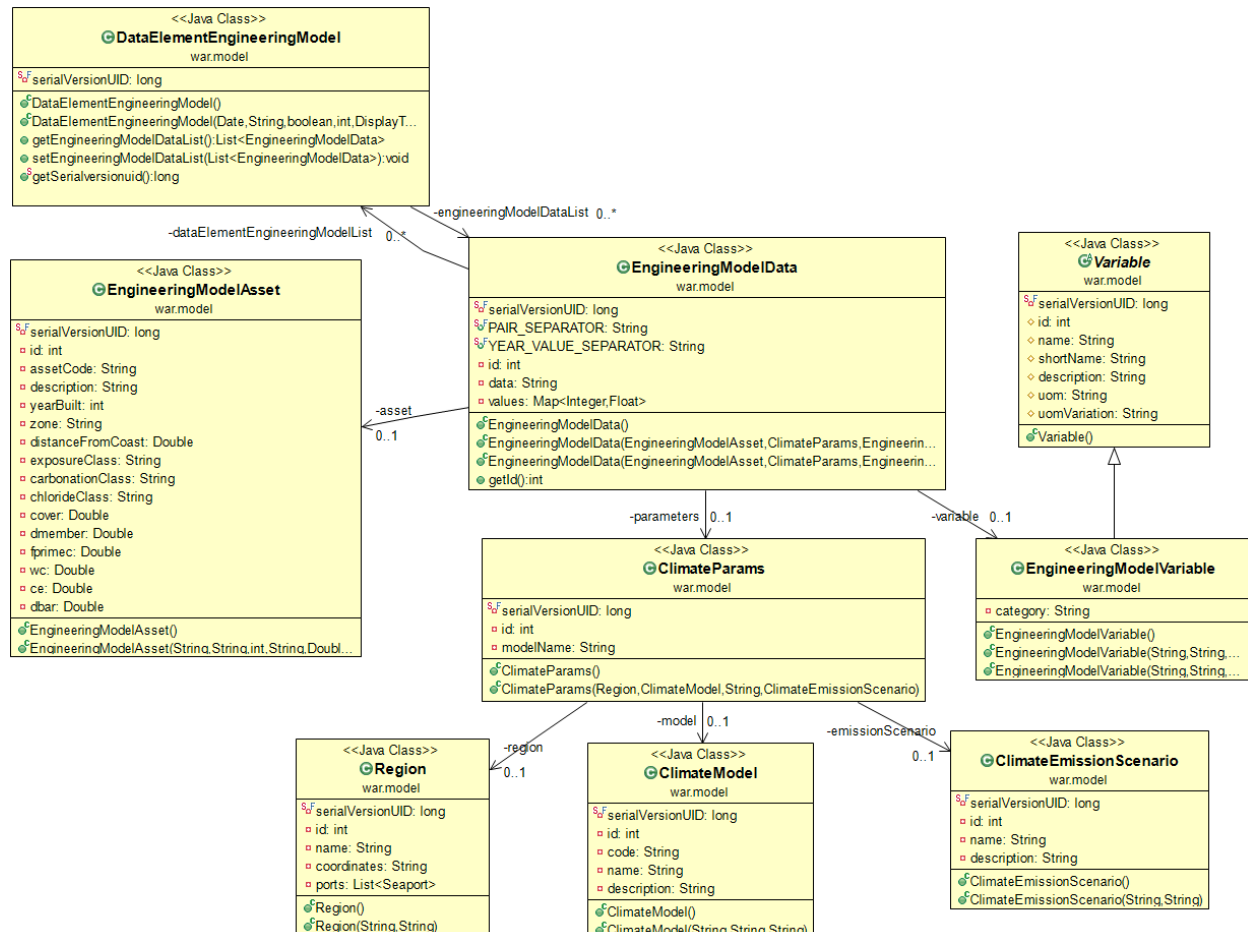 <<Java Class>>
DataElementEngineeringModel
war.model
serialVersionUID: long
DataElementEngineeringModel()
DataElementEngineeringModel(Date,String,boolean,int,DisplayT...
getEngineeringModelDataList():List<EngineeringModelData>
setEngineeringModelDataList(List<EngineeringModelData>):void
getSerialversionuid():long
-engineeringModelDataList 0..*
-dataElementEngineeringModelList 0..*
<<Java Class>>
EngineeringModelAsset
war.model
serialVersionUID: long
id: int
assetCode: String
description: String
yearBuilt: int
zone: String
distanceFromCoast: Double
exposureClass: String
carbonationClass: String
chlorideClass: String
cover: Double
dmember: Double
fprimec: Double
wc: Double
ce: Double
dbar: Double
EngineeringModelAsset()
EngineeringModelAsset(String,String,int,String,Doubl...
-asset
0..1
<<Java Class>>
EngineeringModelData
war.model
serialVersionUID: long
PAIR_SEPARATOR: String
YEAR_VALUE_SEPARATOR: String
id: int
data: String
values: Map<Integer,Float>
EngineeringModelData()
EngineeringModelData(EngineeringModelAsset,ClimateParams,Engineerin...
EngineeringModelData(EngineeringModelAsset,ClimateParams,Engineerin...
getId():int
<<Java Class>>
Variable
war.model
serialVersionUID: long
id: int
name: String
shortName: String
description: String
uom: String
uomVariation: String
Variable()
-parameters 0..1
-variable 0..1
<<Java Class>>
ClimateParams
war.model
serialVersionUID: long
id: int
modelName: String
ClimateParams()
ClimateParams(Region,ClimateModel,String,ClimateEmissionScenario)
<<Java Class>>
EngineeringModelVariable
war.model
category: String
EngineeringModelVariable()
EngineeringModelVariable(String,String,...
EngineeringModelVariable(String,String,...
-region
0..1
-model 0..1
-emissionScenario
0..1
<<Java Class>>
Region
war.model
serialVersionUID: long
id: int
name: String
coordinates: String
ports: List<Seaport>
Region()
Region(String,String)
<<Java Class>>
ClimateModel
war.model
serialVersionUID: long
id: int
code: String
name: String
description: String
ClimateModel()
ClimateModel(String,String,String)
<<Java Class>>
ClimateEmissionScenario
war.model
serialVersionUID: long
id: int
name: String
description: String
ClimateEmissionScenario()
ClimateEmissionScenario(String,String)